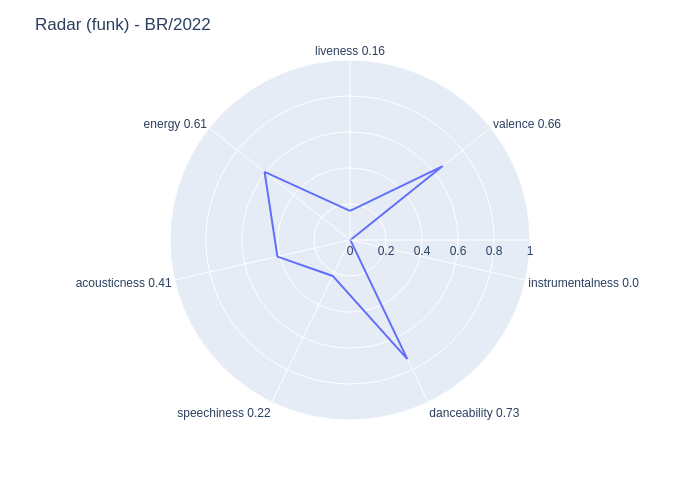 Radar (funk) - BR/2022
liveness 0.16
energy 0.61
valence 0.66
0 0.2 0.4 0.6 0.8 1
acousticness 0.41
instrumentalness 0.0
speechiness 0.22
danceability 0.73